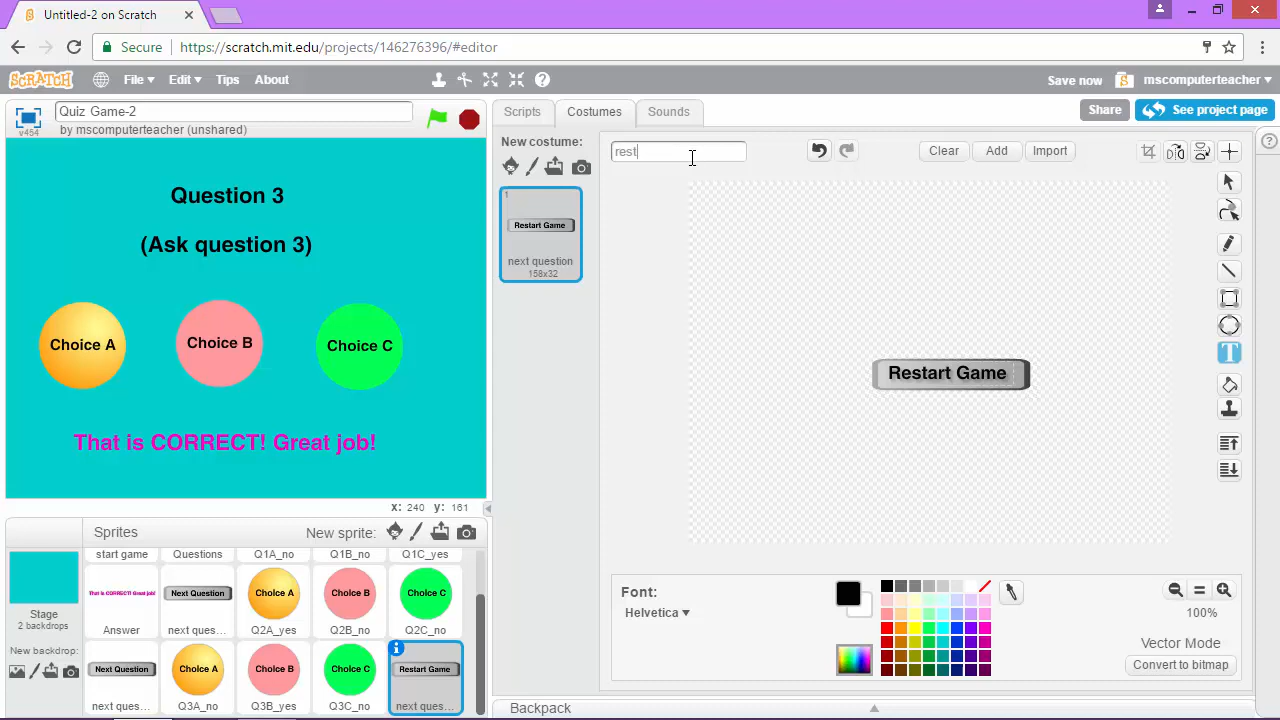 Untitled-2 on Scratch
Secure
https://scratch.mit.edu/projects/146276396/#editor
SCRATCH
File
Edit
Tips
About
Save now
mscomputerteacher
v454
Quiz Game-2
by mscomputerteacher (unshared)
Scripts
Costumes
Sounds
Share
See project page
New costume:
rest
Clear
Add
Import
1
Restart Game
next question
158x32
Question 3
(Ask question 3)
Choice A
Choice B
Choice C
That is CORRECT! Great job!
Restart Game
x: 240 y: 161
Sprites
New sprite:
start game
Questions
Q1A_no
Q1B_no
Q1C_yes
Stage
2 backdrops
New backdrop:
That is CORRECT! Great job!
Next Question
Choice A
Choice B
Choice C
Answer
next ques...
Q2A_yes
Q2B_no
Q2C_no
Next Question
Choice A
Choice B
Choice C
Restart Game
next ques...
Q3A_no
Q3B_yes
Q3C_no
next ques...
Font:
Helvetica
100%
Vector Mode
Convert to bitmap
Backpack